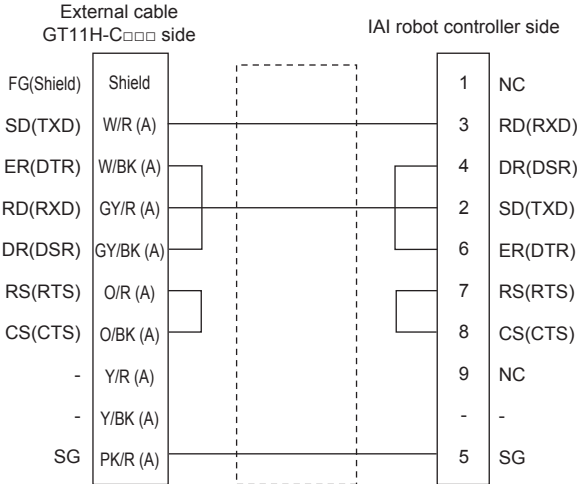 External cable
GT11H-C□□□ side
IAI robot controller side
FG(Shield) Shield 1 NC
SD(TXD) W/R (A) 3 RD(RXD)
ER(DTR) W/BK (A) 4 DR(DSR)
RD(RXD) GY/R (A) 2 SD(TXD)
DR(DSR) GY/BK (A) 6 ER(DTR)
RS(RTS) O/R (A) 7 RS(RTS)
CS(CTS) O/BK (A) 8 CS(CTS)
- Y/R (A) 9 NC
- Y/BK (A) - -
SG PK/R (A) 5 SG